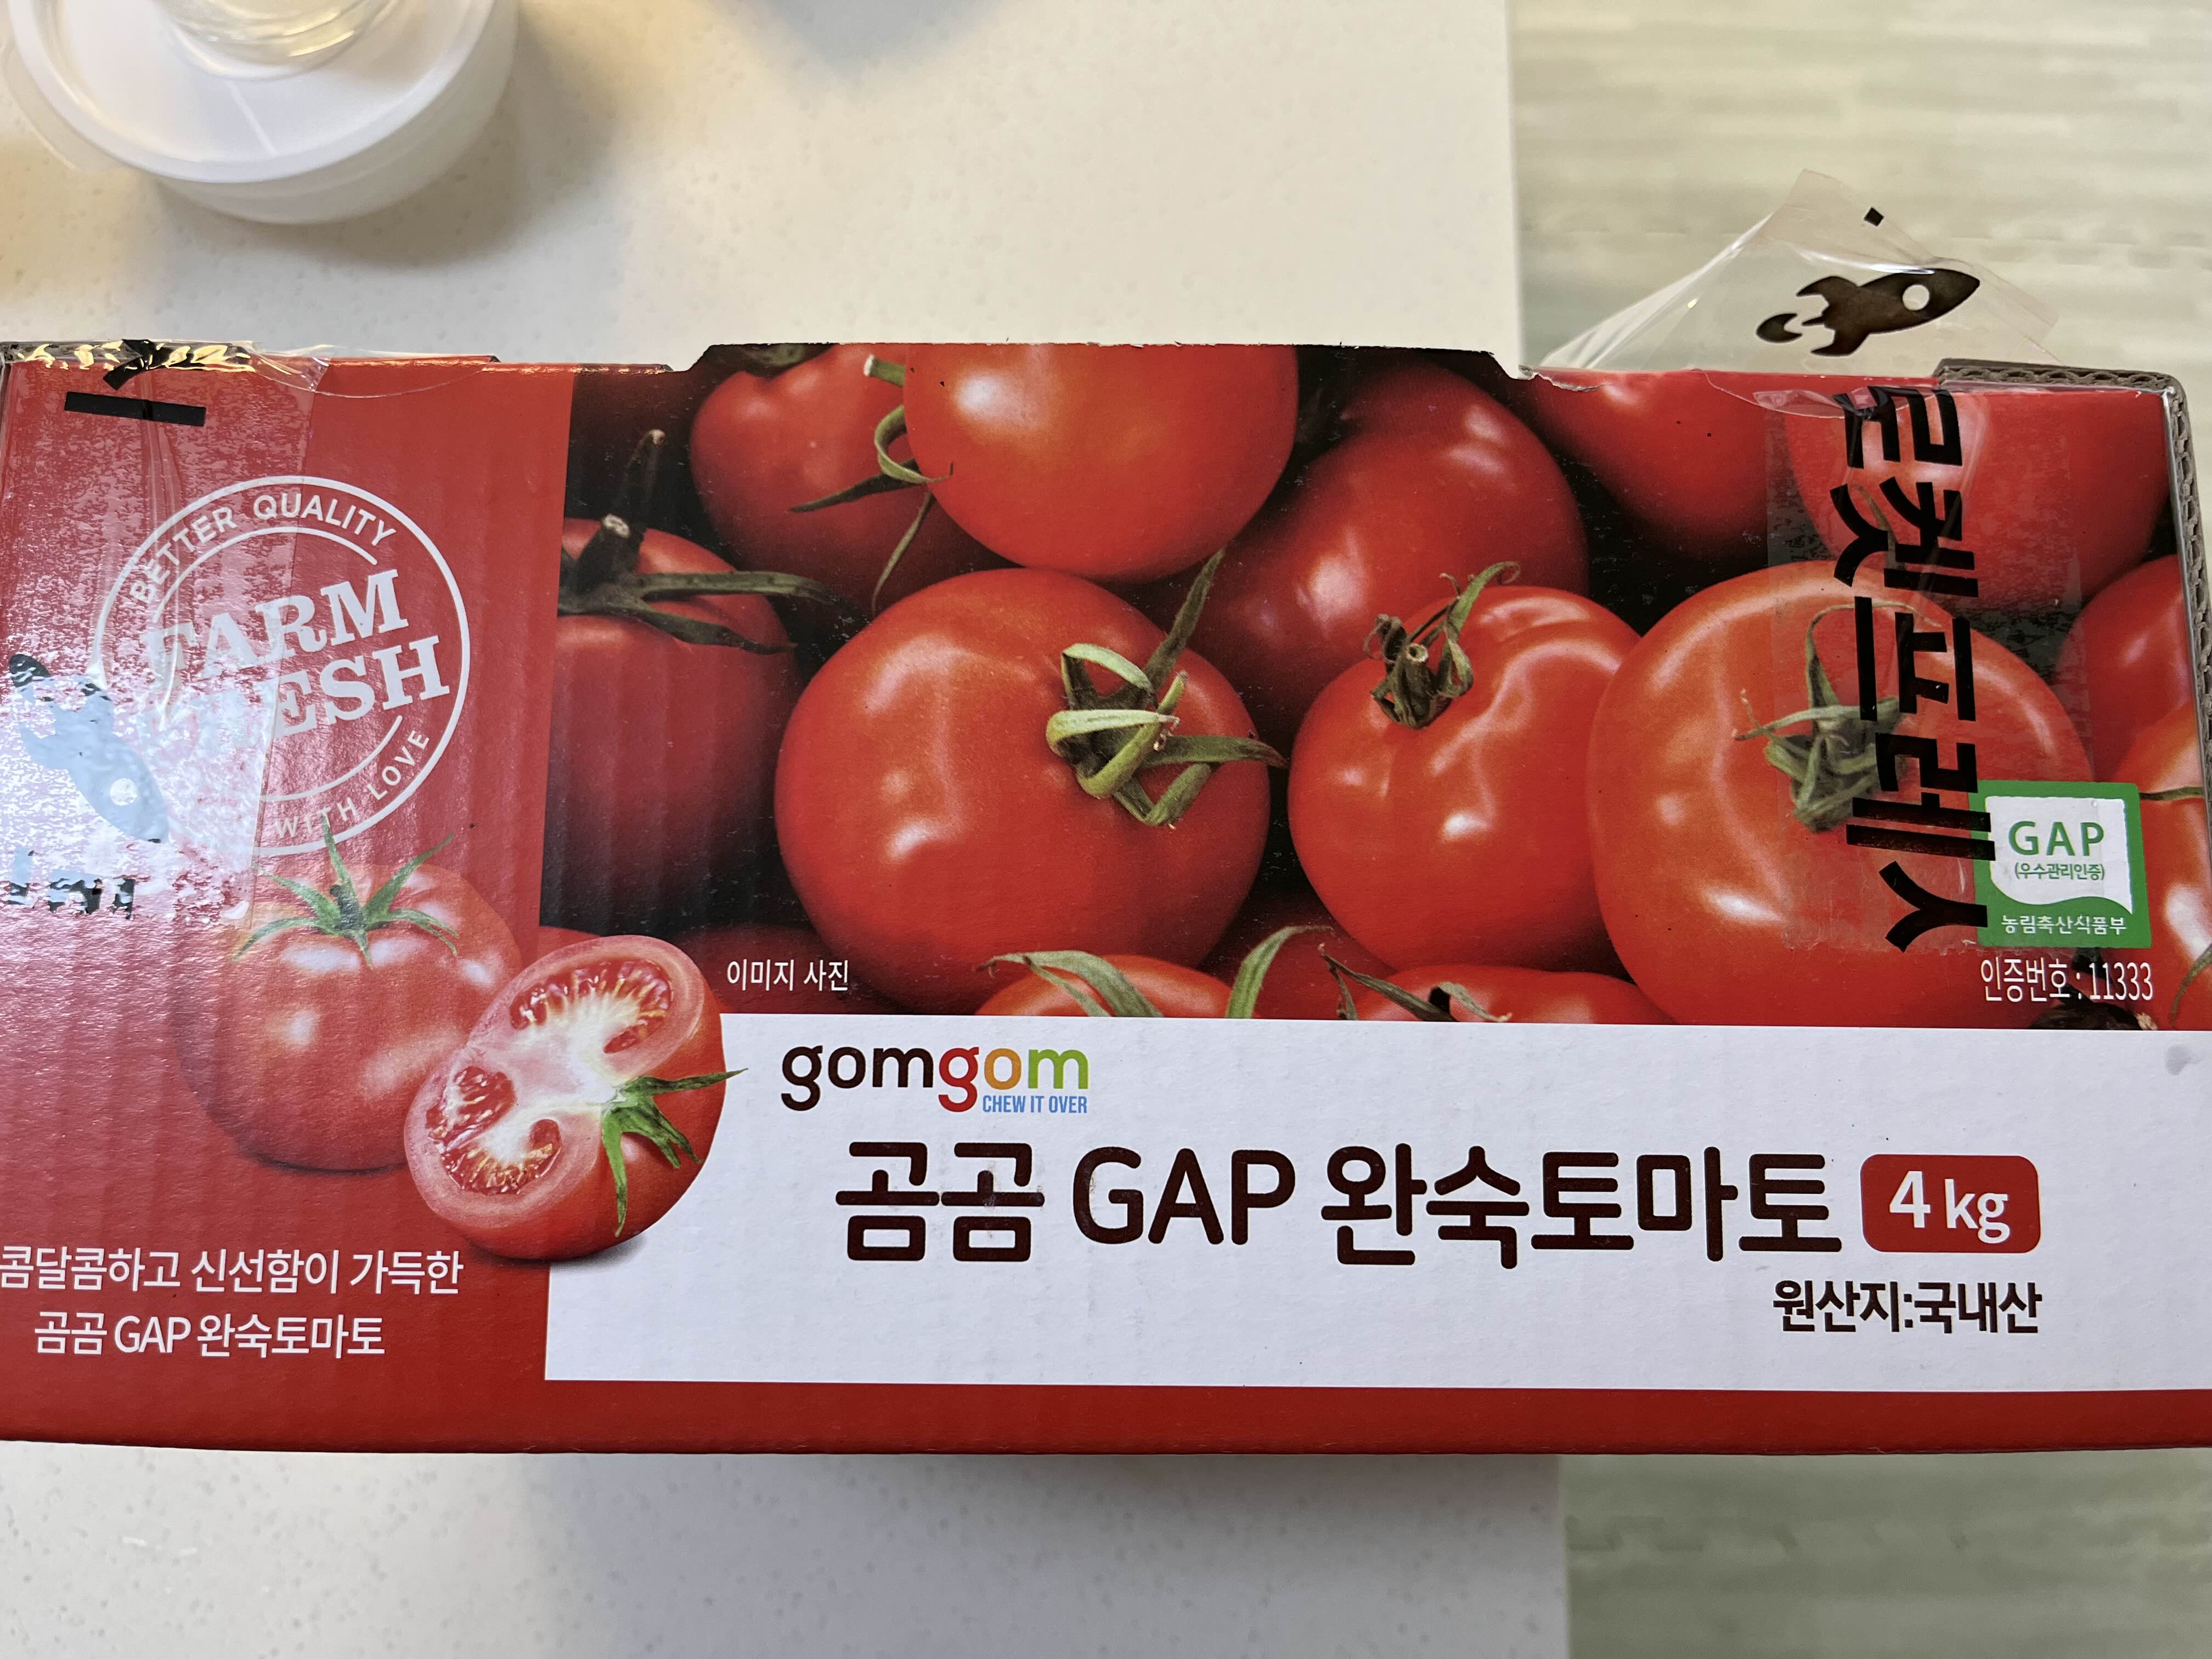 BETTER QUALITY
FARM
FRESH
WITH LOVE
로켓프레시
GAP
(우수관리인증)
농림축산식품부
인증번호 : 11333
이미지 사진
gomgom
CHEW IT OVER
곰곰 GAP 완숙토마토 4 kg
원산지:국내산
콤달콤하고 신선함이 가득한
곰곰 GAP 완숙토마토